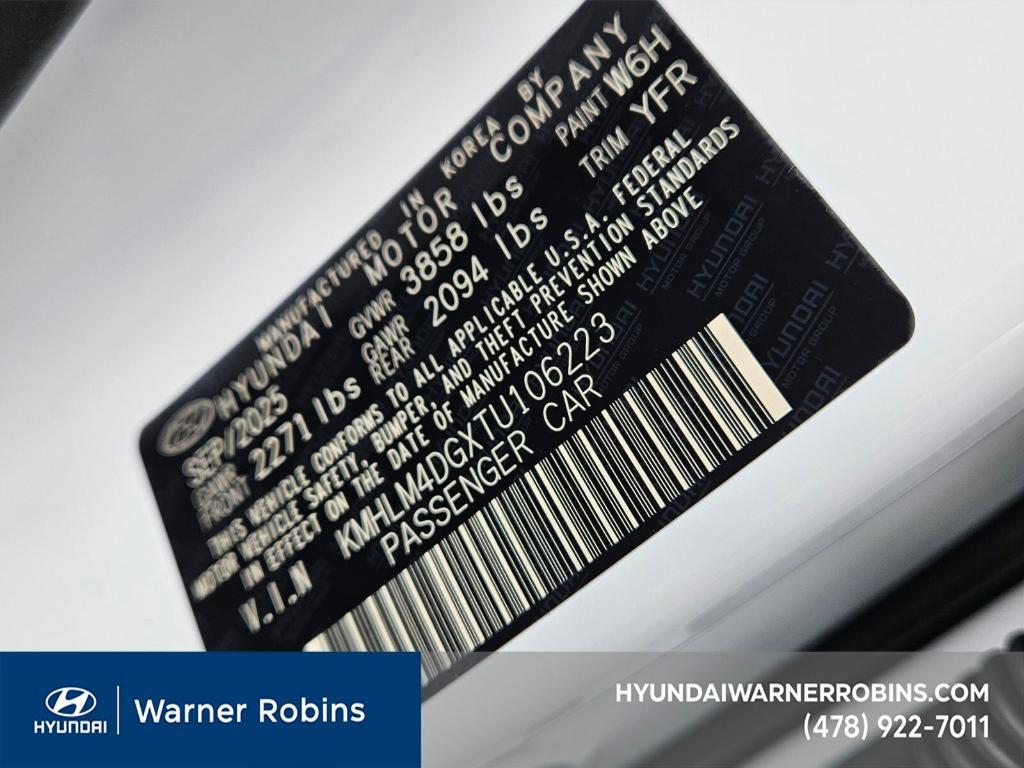 MANUFACTURED IN KOREA BY
HYUNDAI MOTOR COMPANY
SEP/2025 GVWR 3858 lbs PAINT W6H
GAWR FRONT 2271 lbs GAWR REAR 2094 lbs TRIM YFR
THIS VEHICLE CONFORMS TO ALL APPLICABLE U.S.A. FEDERAL
MOTOR VEHICLE SAFETY, BUMPER, AND THEFT PREVENTION STANDARDS
IN EFFECT ON THE DATE OF MANUFACTURE SHOWN ABOVE
V.I.N KMHLM4DGXTU106223
PASSENGER CAR
HYUNDAI
MOTOR GROUP
HYUNDAI
Warner Robins
HYUNDAIWARNERROBINS.COM
(478) 922-7011